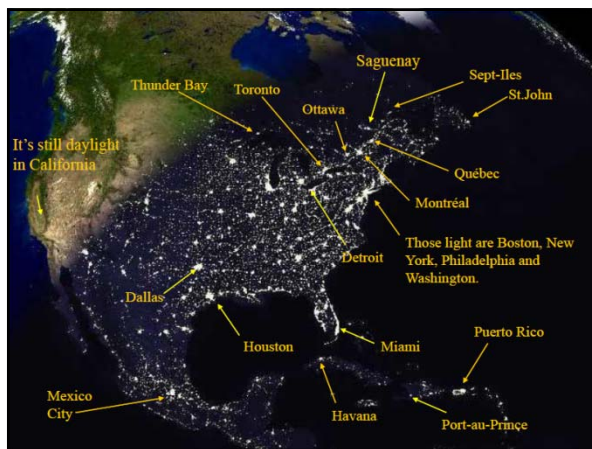 Saguenay
Thunder Bay
Toronto
Sept-Iles
Ottawa
St.John
It's still daylight
in California
Québec
Montréal
Detroit
Those light are Boston, New
York, Philadelphia and
Washington.
Dallas
Houston
Miami
Puerto Rico
Mexico
City
Havana
Port-au-Prinçe